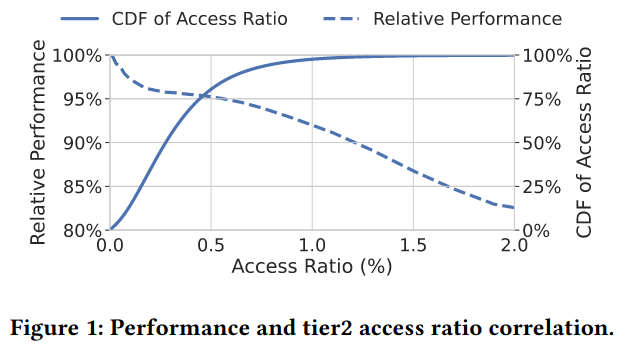 CDF of Access Ratio Relative Performance
100% 100%
95% 75%
90% 50%
85% 25%
80% 0%
0.0 0.5 1.0 1.5 2.0
Relative Performance
CDF of Access Ratio
Access Ratio (%)
Figure 1: Performance and tier2 access ratio correlation.